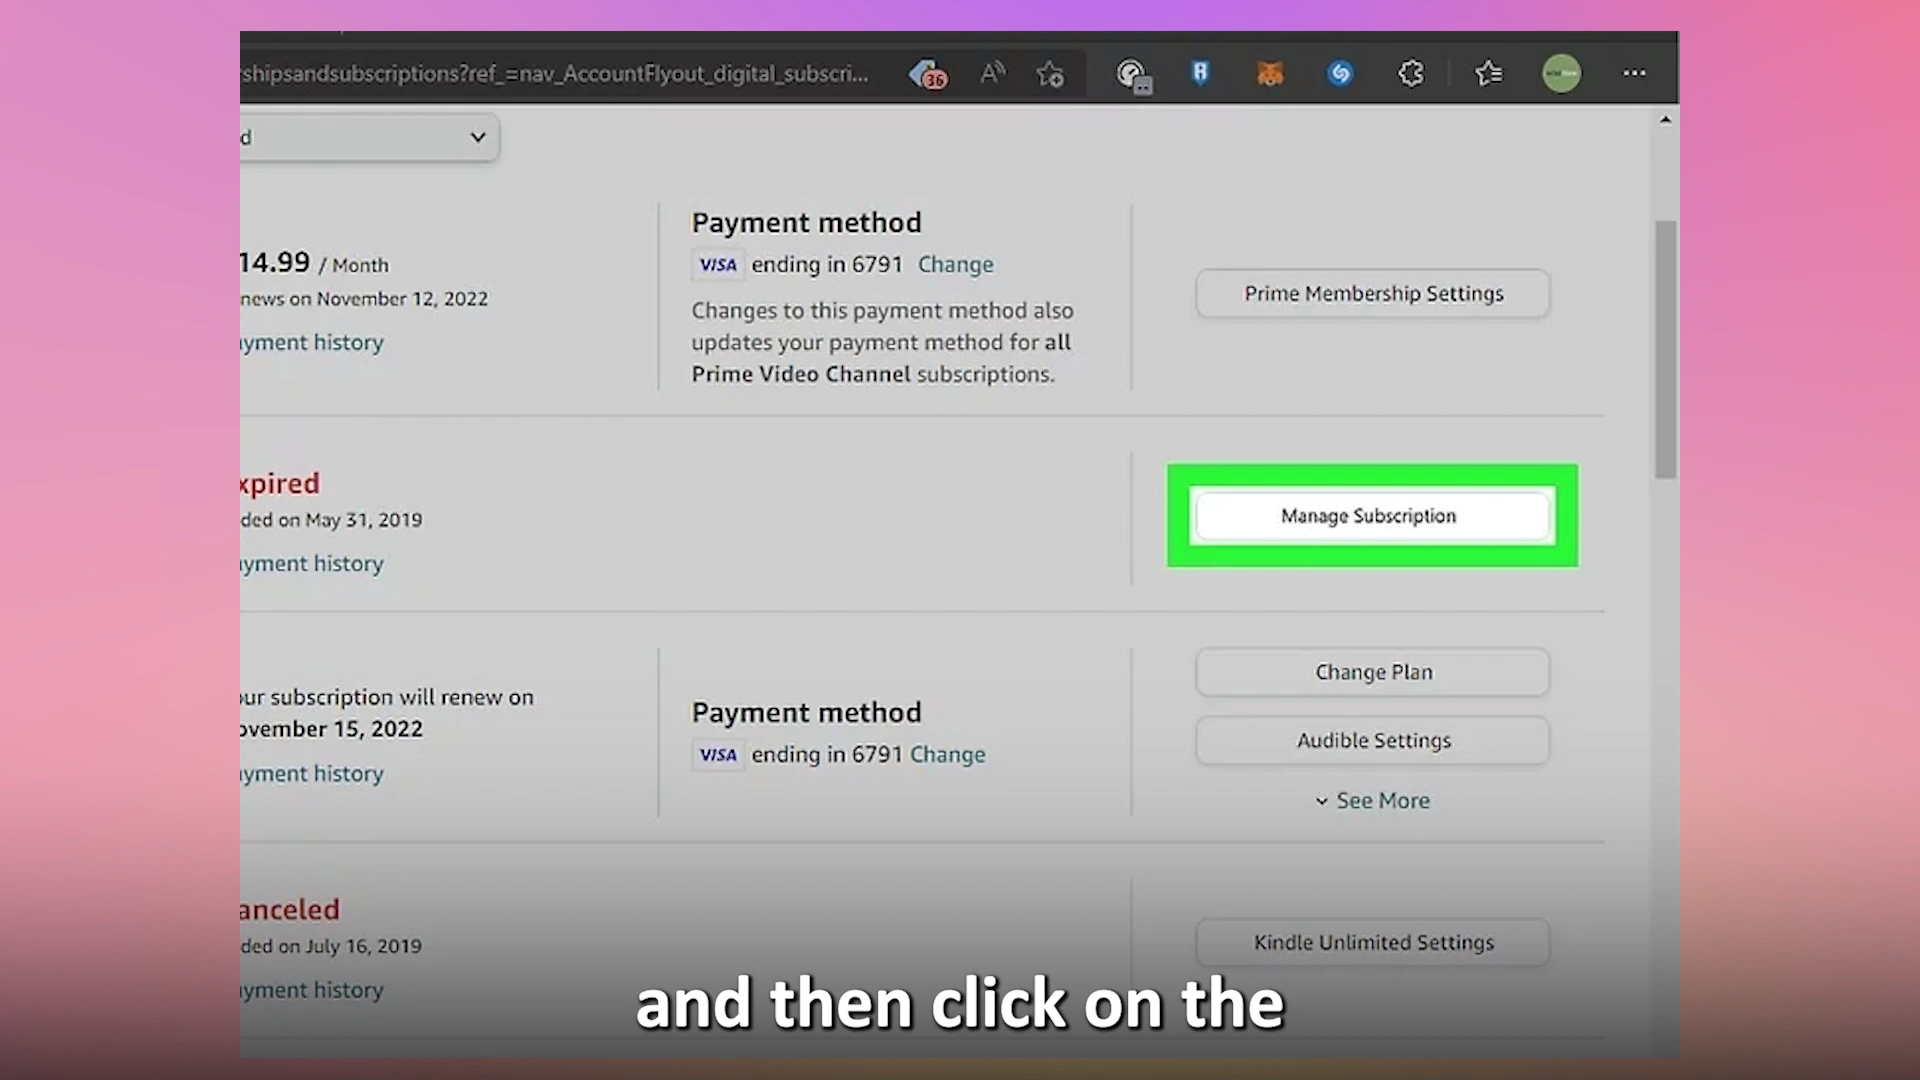 shipsandsubscriptions?ref_=nav_AccountFlyout_digital_subscri...
36
d
14.99 / Month
news on November 12, 2022
yment history
Payment method
VISA ending in 6791 Change
Changes to this payment method also
updates your payment method for all
Prime Video Channel subscriptions.
Prime Membership Settings
xpired
ded on May 31, 2019
yment history
Manage Subscription
ur subscription will renew on
ovember 15, 2022
yment history
Payment method
VISA ending in 6791 Change
Change Plan
Audible Settings
See More
anceled
ded on July 16, 2019
yment history
Kindle Unlimited Settings
and then click on the